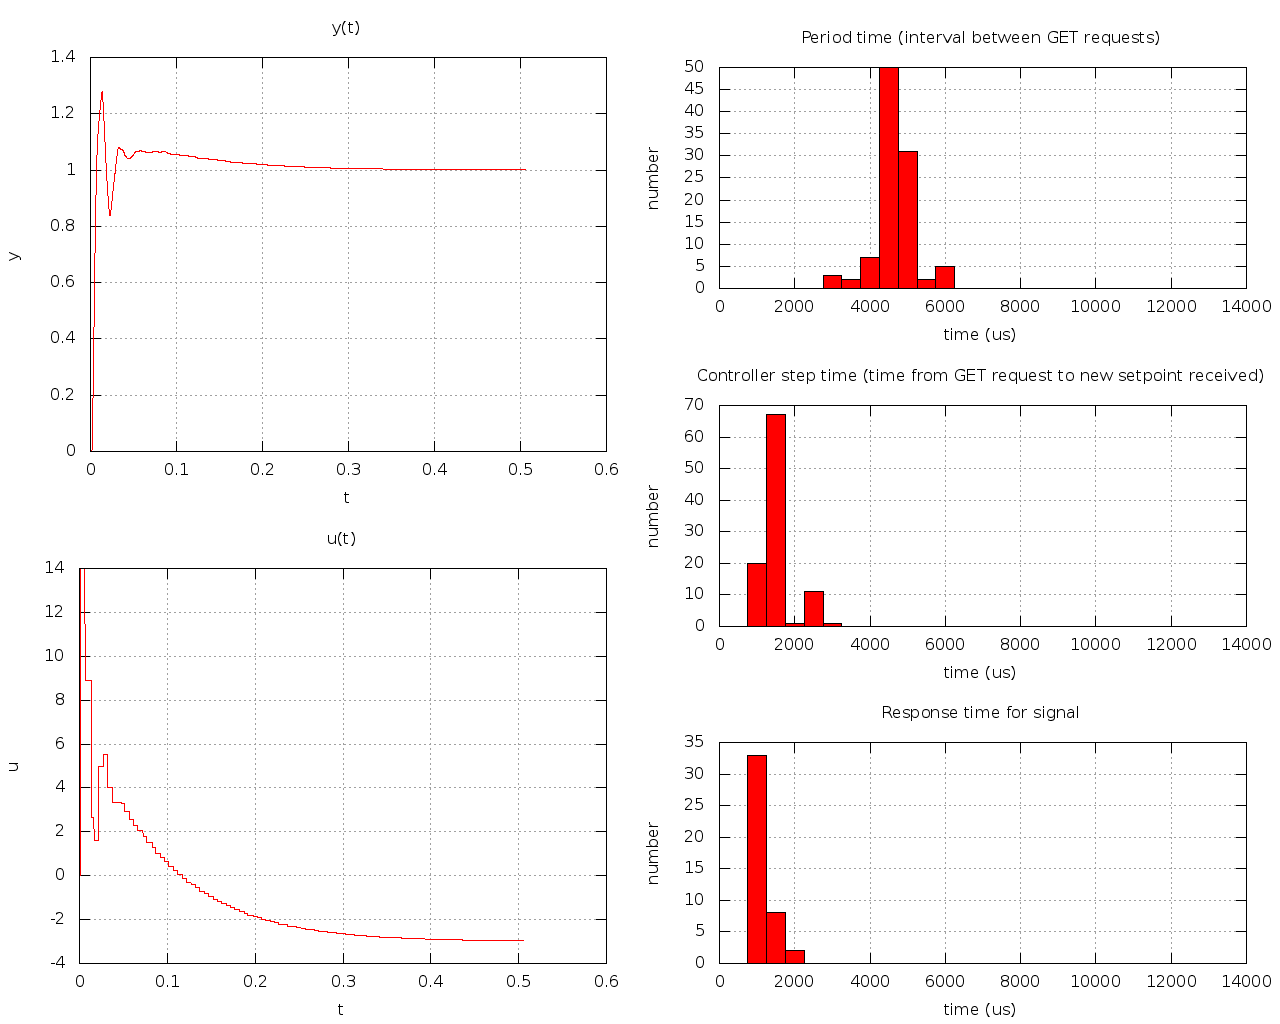 y(t)
1.4
1.2
1
0.8
0.6
0.4
0.2
0
y
0 0.1 0.2 0.3 0.4 0.5 0.6
t
u(t)
14
12
10
8
6
4
2
0
-2
-4
u
0 0.1 0.2 0.3 0.4 0.5 0.6
t
Period time (interval between GET requests)
50
45
40
35
30
25
20
15
10
5
0
number
0 2000 4000 6000 8000 10000 12000 14000
time (us)
Controller step time (time from GET request to new setpoint received)
70
60
50
40
30
20
10
0
number
0 2000 4000 6000 8000 10000 12000 14000
time (us)
Response time for signal
35
30
25
20
15
10
5
0
number
0 2000 4000 6000 8000 10000 12000 14000
time (us)